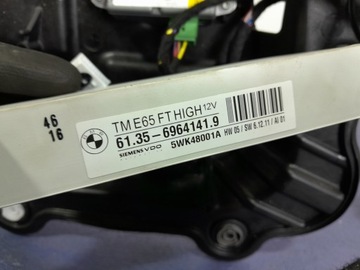 46
16
TM E65 FT HIGH 12V
61.35-6964141.9
SIEMENS VDO 5WK48001A HW 05 / SW 6.12.11 / AI 01